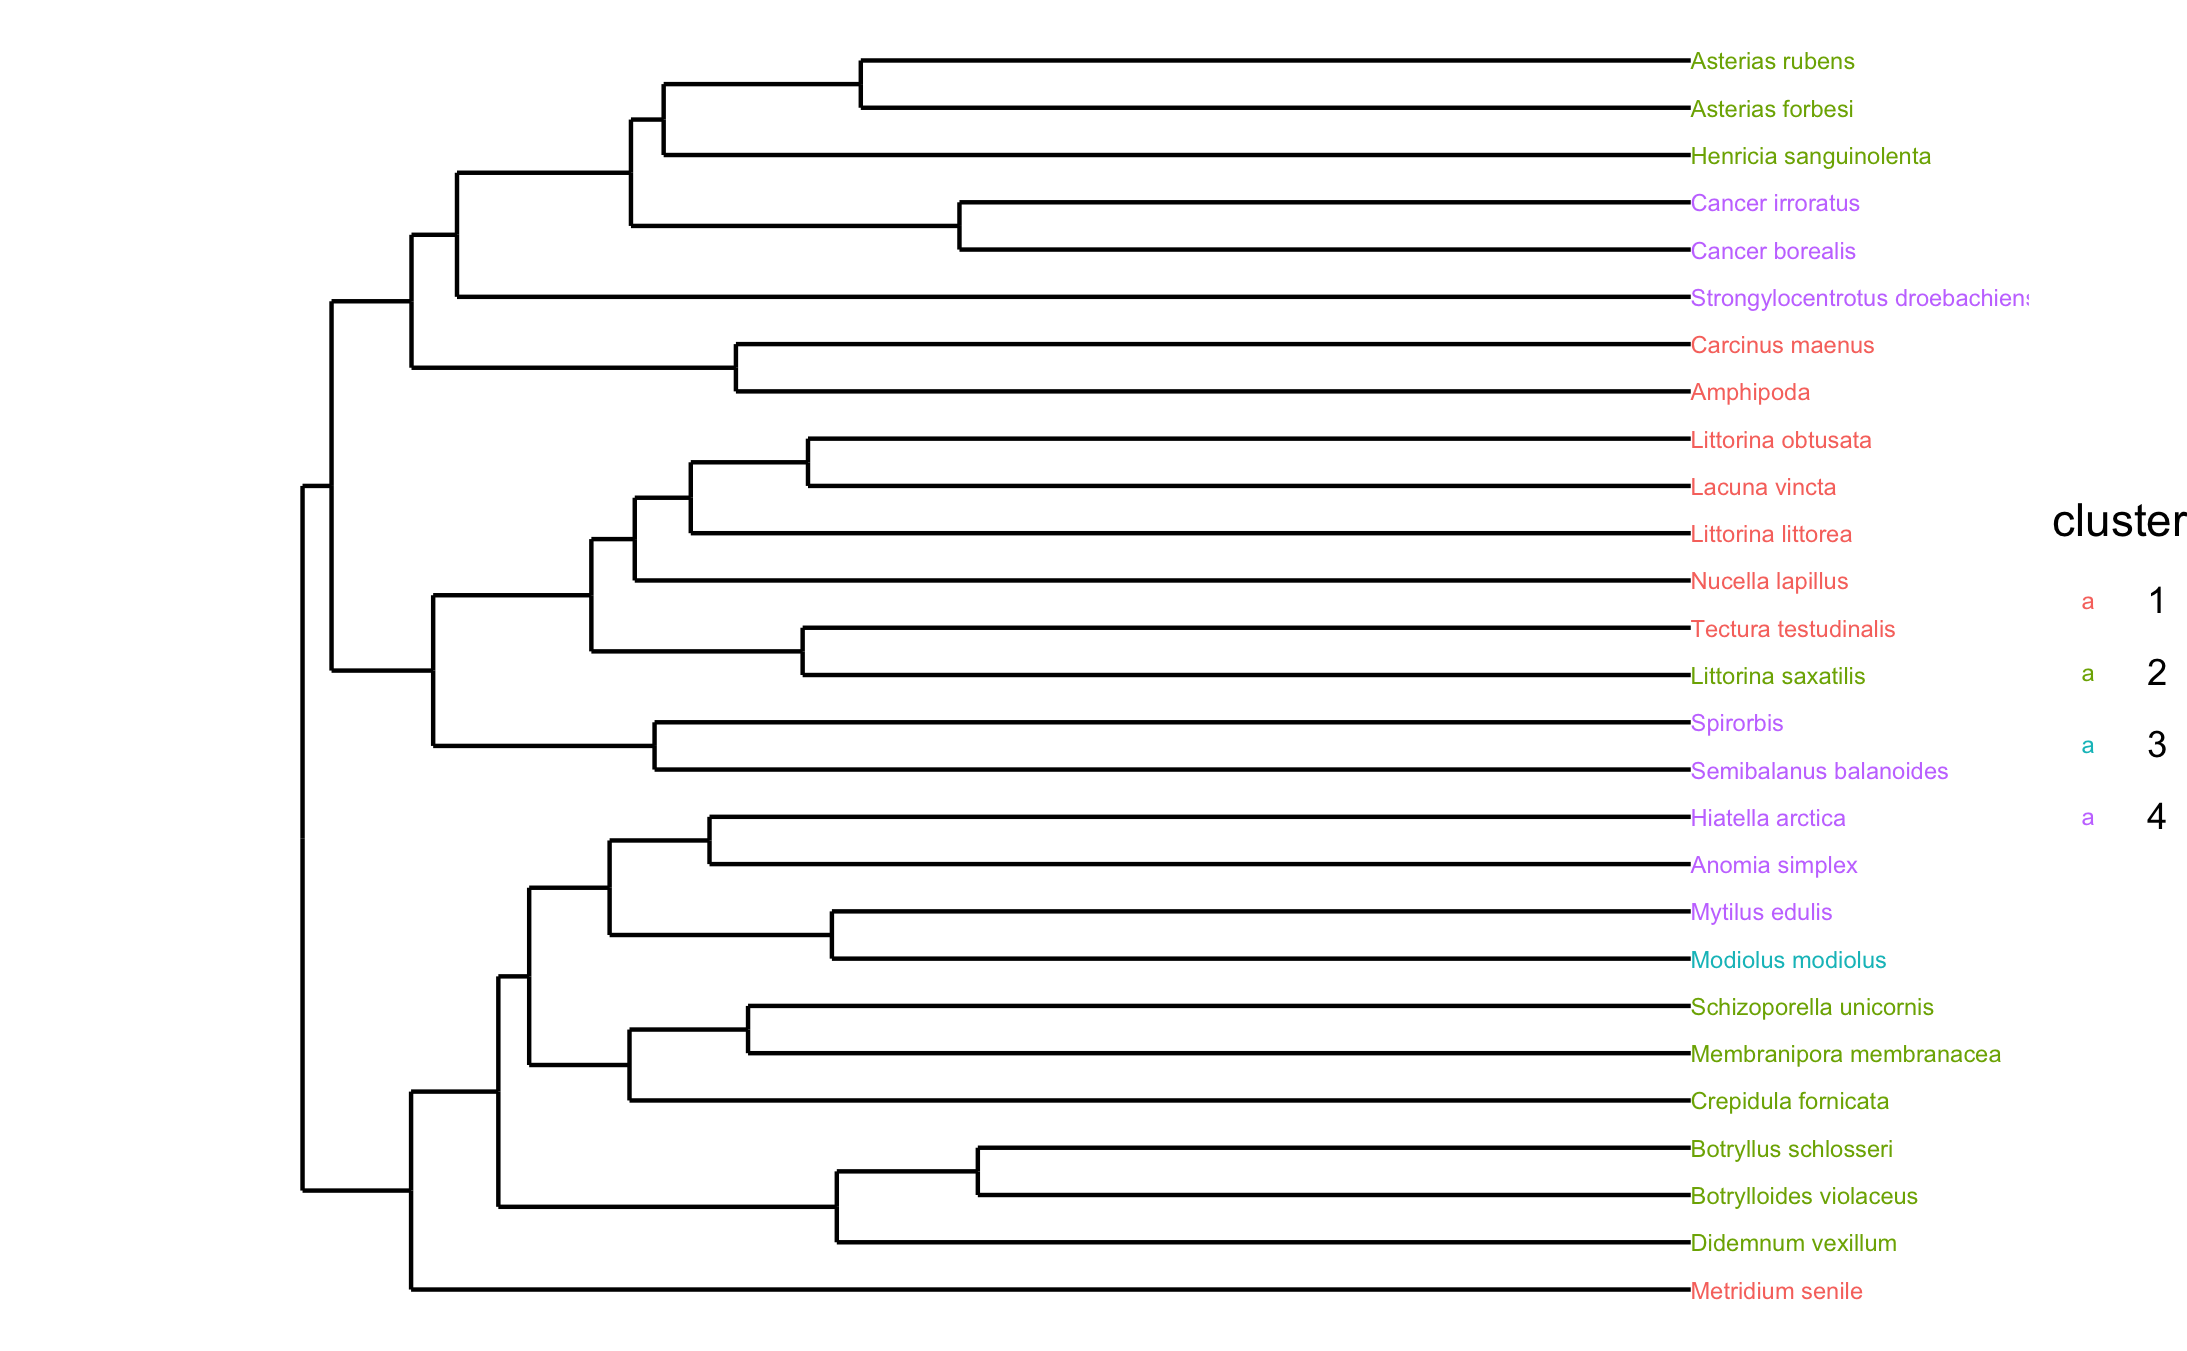 Asterias rubens
Asterias forbesi
Henricia sanguinolenta
Cancer irroratus
Cancer borealis
Strongylocentrotus droebachiens
Carcinus maenus
Amphipoda
Littorina obtusata
Lacuna vincta
Littorina littorea
Nucella lapillus
Tectura testudinalis
Littorina saxatilis
Spirorbis
Semibalanus balanoides
Hiatella arctica
Anomia simplex
Mytilus edulis
Modiolus modiolus
Schizoporella unicornis
Membranipora membranacea
Crepidula fornicata
Botryllus schlosseri
Botrylloides violaceus
Didemnum vexillum
Metridium senile
cluster
a 1
a 2
a 3
a 4